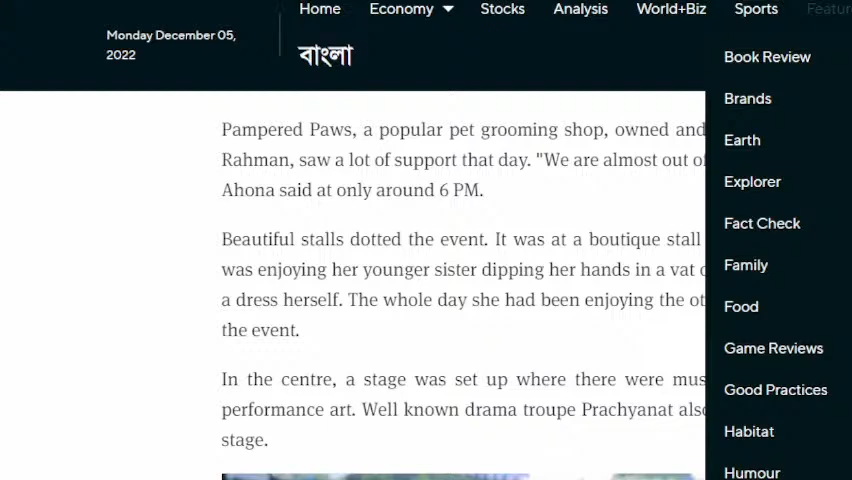 Home Economy Stocks Analysis World+Biz Sports Featur
Monday December 05,
2022
বাংলা
Pampered Paws, a popular pet grooming shop, owned and
Rahman, saw a lot of support that day. "We are almost out of
Ahona said at only around 6 PM.
Beautiful stalls dotted the event. It was at a boutique stall
was enjoying her younger sister dipping her hands in a vat
a dress herself. The whole day she had been enjoying the
the event.
In the centre, a stage was set up where there were mus
performance art. Well known drama troupe Prachyanat also
stage.
Book Review
Brands
Earth
Explorer
Fact Check
Family
Food
Game Reviews
Good Practices
Habitat
Humour